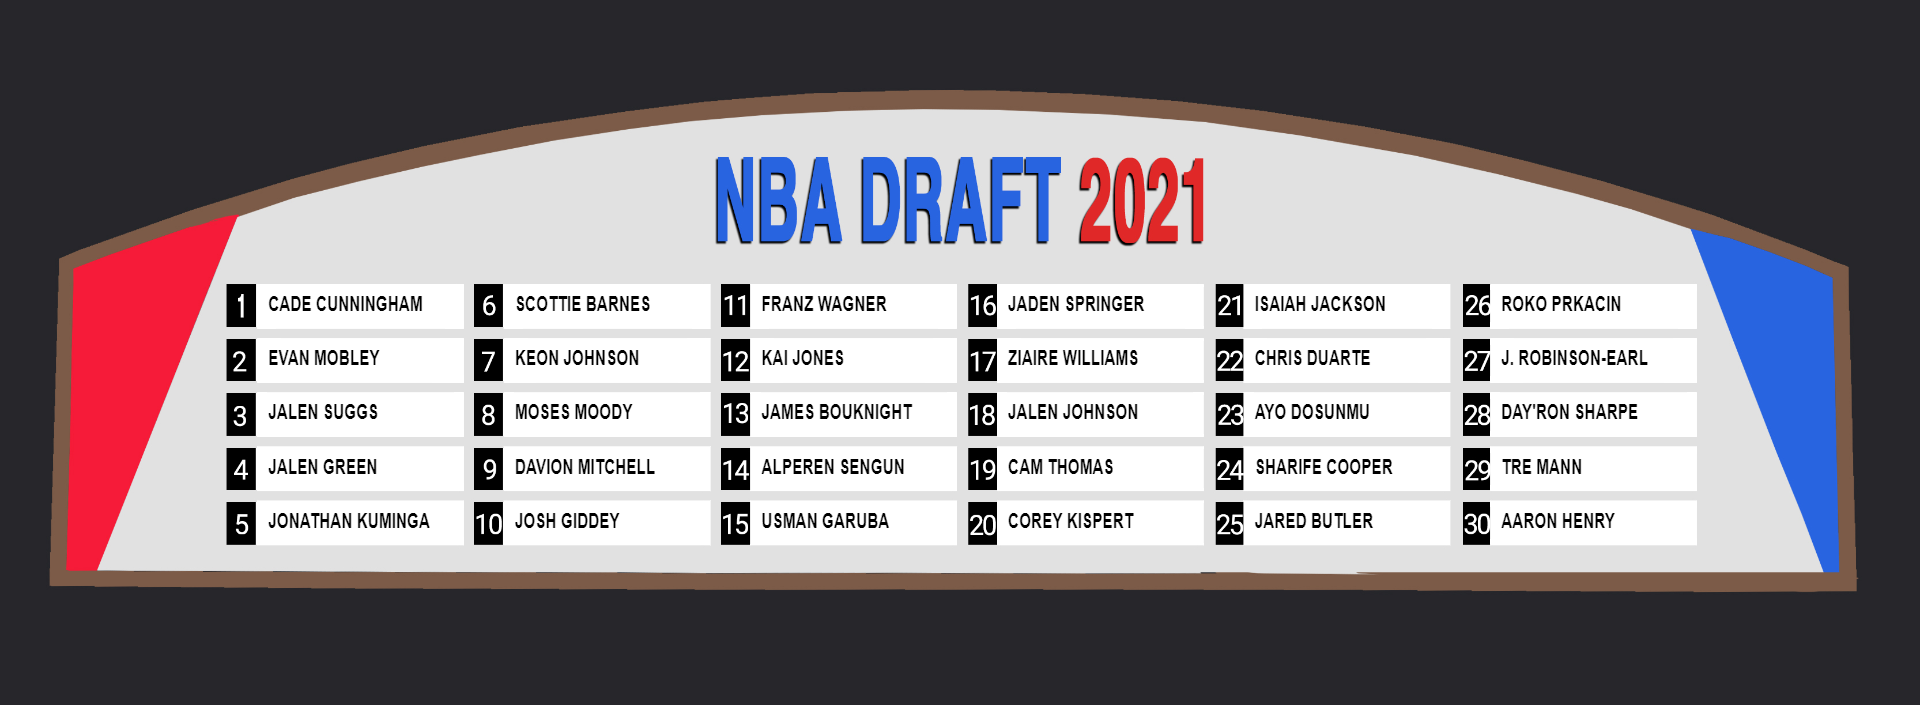 NBA DRAFT 2021
1 CADE CUNNINGHAM
2 EVAN MOBLEY
3 JALEN SUGGS
4 JALEN GREEN
5 JONATHAN KUMINGA
6 SCOTTIE BARNES
7 KEON JOHNSON
8 MOSES MOODY
9 DAVION MITCHELL
10 JOSH GIDDEY
11 FRANZ WAGNER
12 KAI JONES
13 JAMES BOUKNIGHT
14 ALPEREN SENGUN
15 USMAN GARUBA
16 JADEN SPRINGER
17 ZIAIRE WILLIAMS
18 JALEN JOHNSON
19 CAM THOMAS
20 COREY KISPERT
21 ISAIAH JACKSON
22 CHRIS DUARTE
23 AYO DOSUNMU
24 SHARIFE COOPER
25 JARED BUTLER
26 ROKO PRKACIN
27 J. ROBINSON-EARL
28 DAY'RON SHARPE
29 TRE MANN
30 AARON HENRY